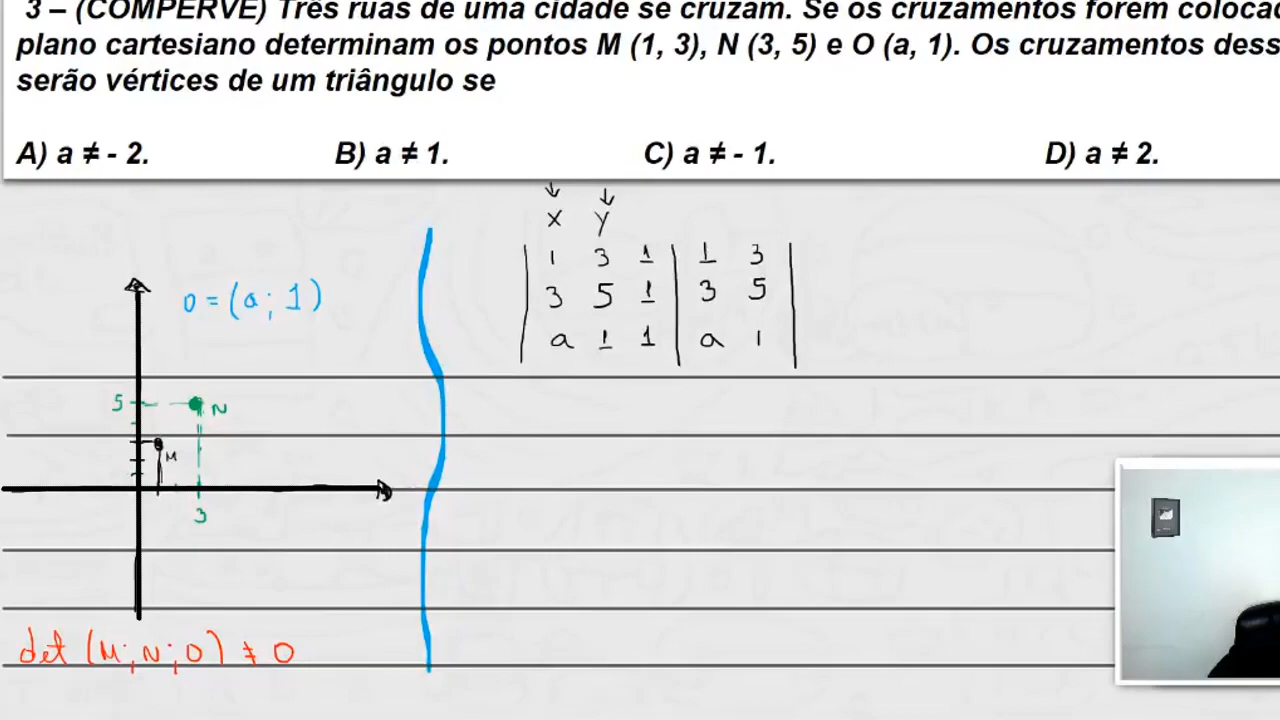 3 – (COMPERVE) Três ruas de uma cidade se cruzam. Se os cruzamentos forem
plano cartesiano determinam os pontos M (1, 3), N (3, 5) e O (a, 1). Os cruzamentos
serão vértices de um triângulo se
A) a ≠ - 2. B) a ≠ 1. C) a ≠ - 1. D) a ≠ 2.
X Y
1 3 1 1 3
3 5 1 3 5
a 1 1 a 1
O = (a; 1)
5 N
M
3
det (M; N; O) ≠ 0